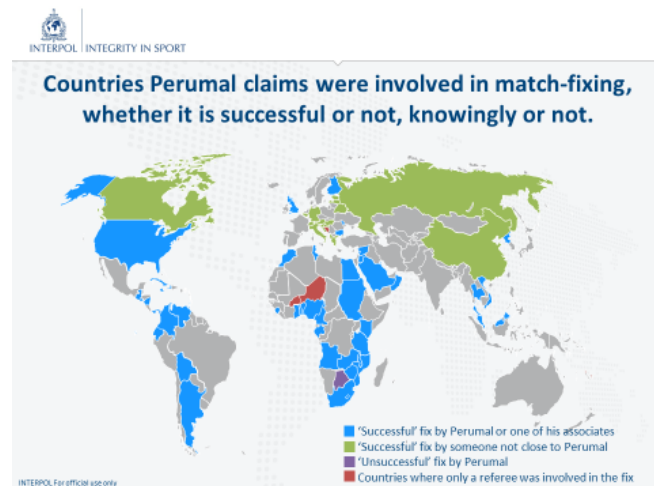 INTERPOL INTEGRITY IN SPORT
Countries Perumal claims were involved in match-fixing,
whether it is successful or not, knowingly or not.
'Successful' fix by Perumal or one of his associates
'Successful' fix by someone not close to Perumal
'Unsuccessful' fix by Perumal
Countries where only a referee was involved in the fix
INTERPOL For official use only